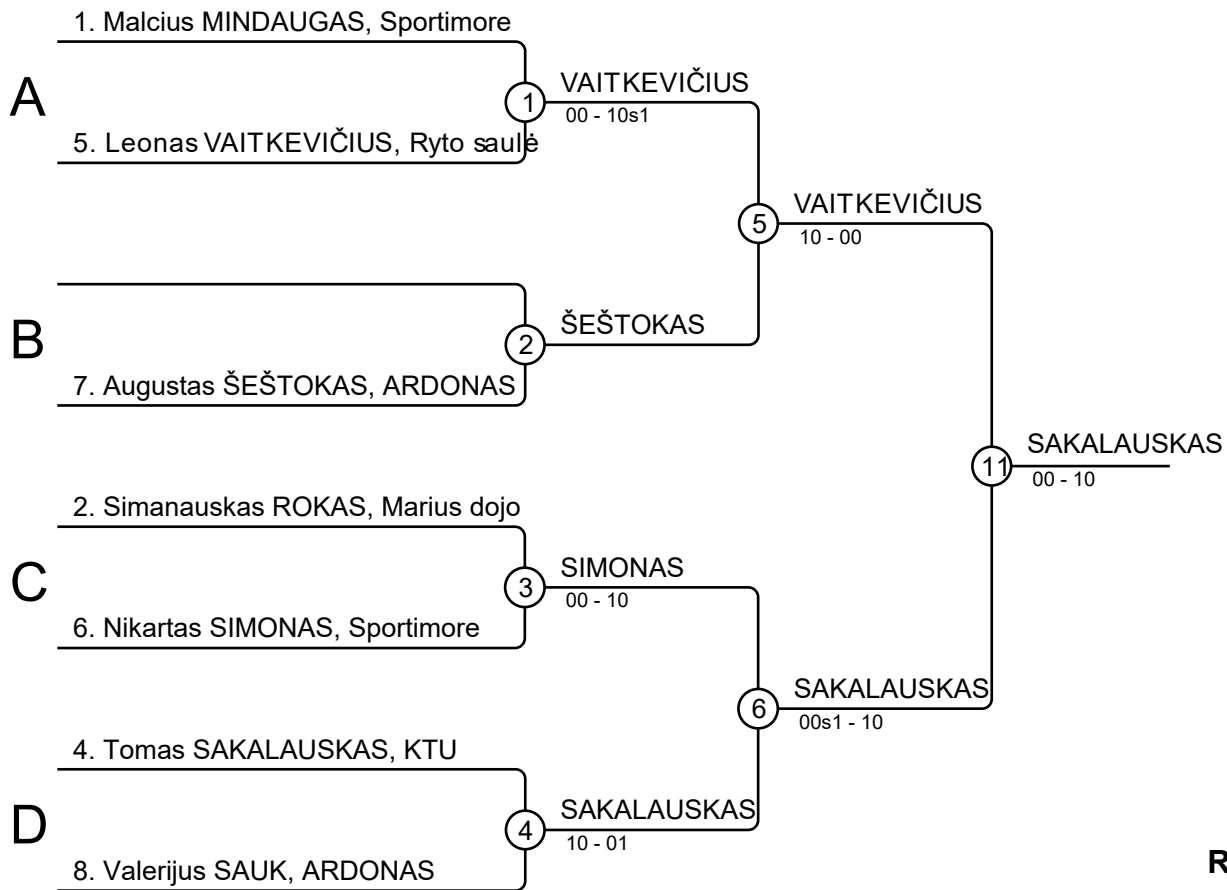 1. Malcius MINDAUGAS, Sportimore
A
1
VAITKEVIČIUS
00 - 10s1
5. Leonas VAITKEVIČIUS, Ryto saulė
5
VAITKEVIČIUS
10 - 00
B
2
ŠEŠTOKAS
7. Augustas ŠEŠTOKAS, ARDONAS
11
SAKALAUSKAS
00 - 10
2. Simanauskas ROKAS, Marius dojo
C
3
SIMONAS
00 - 10
6. Nikartas SIMONAS, Sportimore
6
SAKALAUSKAS
00s1 - 10
4. Tomas SAKALAUSKAS, KTU
D
4
SAKALAUSKAS
10 - 01
8. Valerijus SAUK, ARDONAS
R